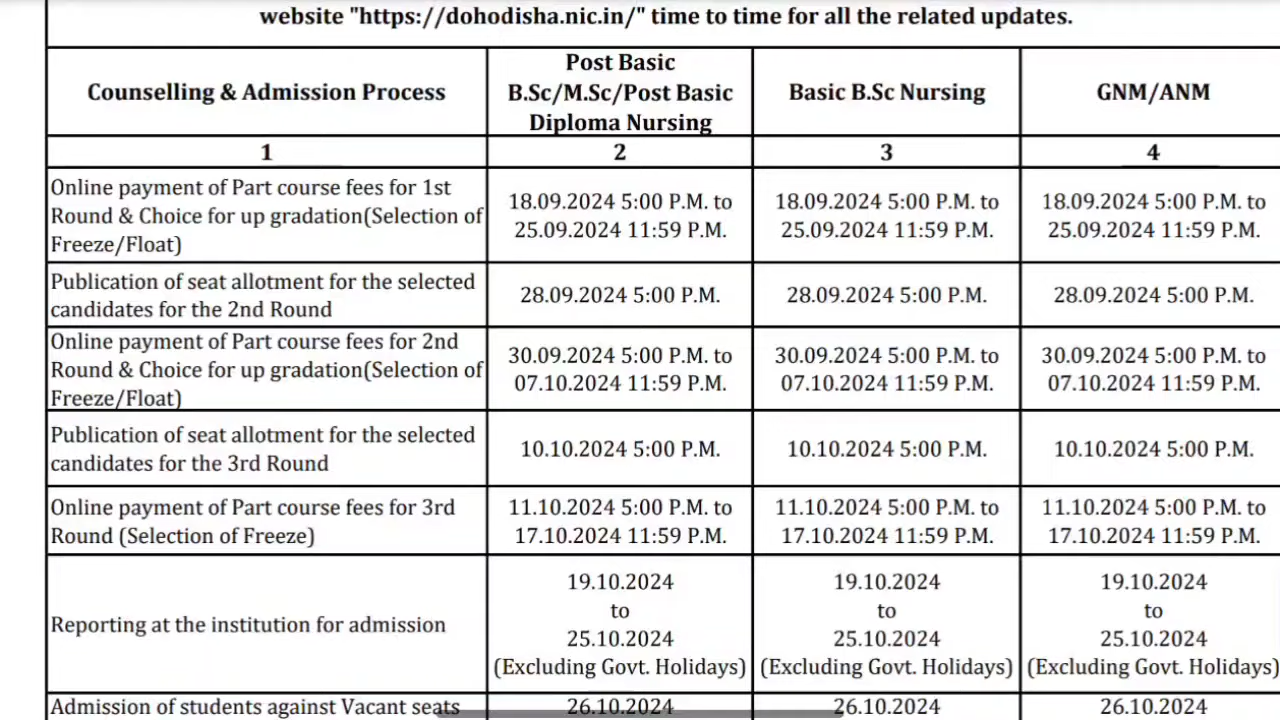 website "https://dohodisha.nic.in/" time to time for all the related updates.
Counselling & Admission Process
Post Basic
B.Sc/M.Sc/Post Basic
Diploma Nursing
Basic B.Sc Nursing
GNM/ANM
1
2
3
4
Online payment of Part course fees for 1st
Round & Choice for up gradation(Selection of
Freeze/Float)
18.09.2024 5:00 P.M. to
25.09.2024 11:59 P.M.
18.09.2024 5:00 P.M. to
25.09.2024 11:59 P.M.
18.09.2024 5:00 P.M. to
25.09.2024 11:59 P.M.
Publication of seat allotment for the selected
candidates for the 2nd Round
28.09.2024 5:00 P.M.
28.09.2024 5:00 P.M.
28.09.2024 5:00 P.M.
Online payment of Part course fees for 2nd
Round & Choice for up gradation(Selection of
Freeze/Float)
30.09.2024 5:00 P.M. to
07.10.2024 11:59 P.M.
30.09.2024 5:00 P.M. to
07.10.2024 11:59 P.M.
30.09.2024 5:00 P.M. to
07.10.2024 11:59 P.M.
Publication of seat allotment for the selected
candidates for the 3rd Round
10.10.2024 5:00 P.M.
10.10.2024 5:00 P.M.
10.10.2024 5:00 P.M.
Online payment of Part course fees for 3rd
Round (Selection of Freeze)
11.10.2024 5:00 P.M. to
17.10.2024 11:59 P.M.
11.10.2024 5:00 P.M. to
17.10.2024 11:59 P.M.
11.10.2024 5:00 P.M. to
17.10.2024 11:59 P.M.
Reporting at the institution for admission
19.10.2024
to
25.10.2024
(Excluding Govt. Holidays)
19.10.2024
to
25.10.2024
(Excluding Govt. Holidays)
19.10.2024
to
25.10.2024
(Excluding Govt. Holidays)
Admission of students against Vacant seats
26.10.2024
26.10.2024
26.10.2024